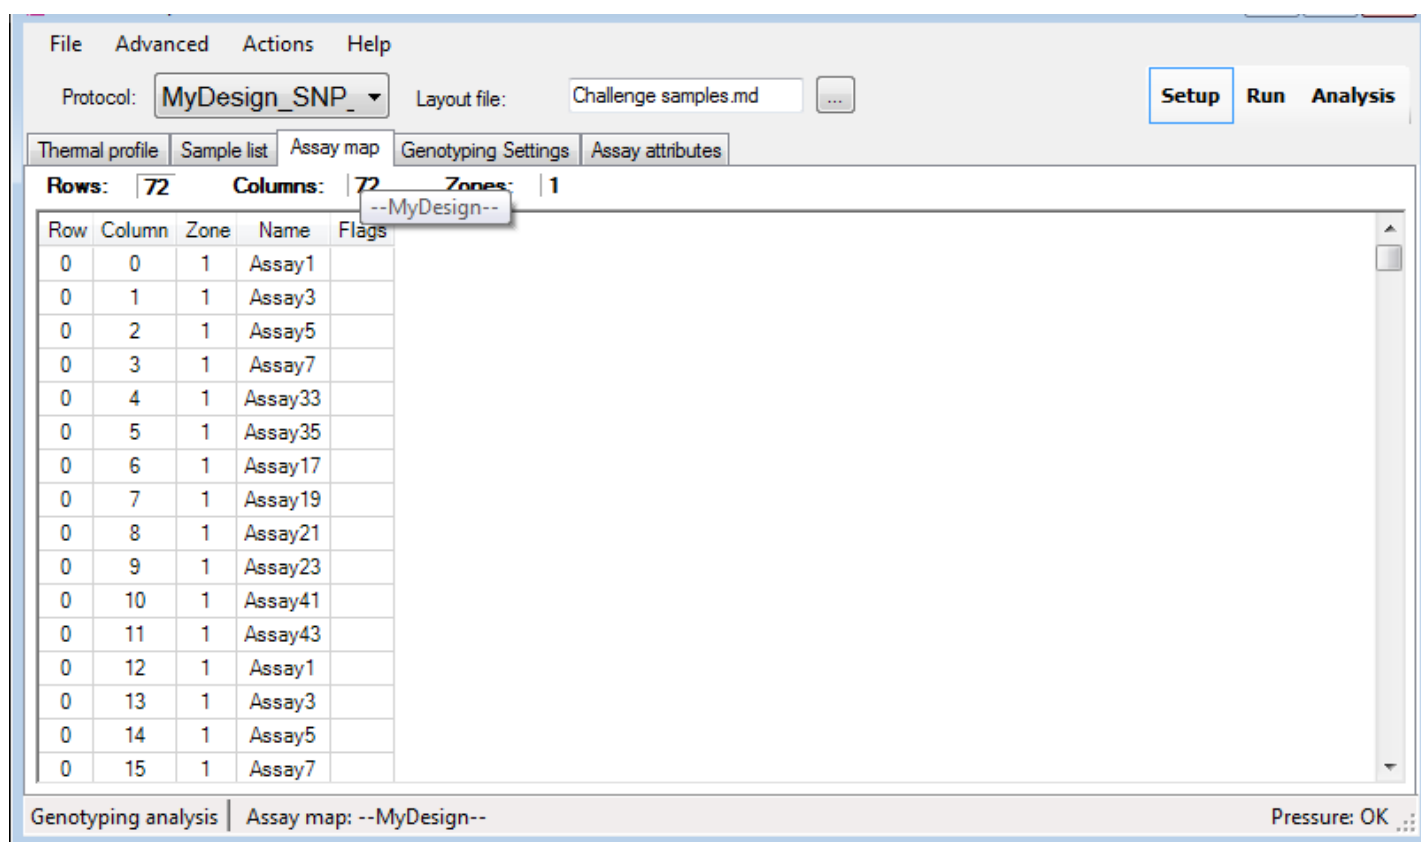 File Advanced Actions Help
Protocol: MyDesign_SNP_ Layout file: Challenge samples.md ... Setup Run Analysis
Thermal profile Sample list Assay map Genotyping Settings Assay attributes
Rows: 72 Columns: 72 Zones: 1
--MyDesign--
Row Column Zone Name Flags
0 0 1 Assay1
0 1 1 Assay3
0 2 1 Assay5
0 3 1 Assay7
0 4 1 Assay33
0 5 1 Assay35
0 6 1 Assay17
0 7 1 Assay19
0 8 1 Assay21
0 9 1 Assay23
0 10 1 Assay41
0 11 1 Assay43
0 12 1 Assay1
0 13 1 Assay3
0 14 1 Assay5
0 15 1 Assay7
Genotyping analysis Assay map: --MyDesign-- Pressure: OK